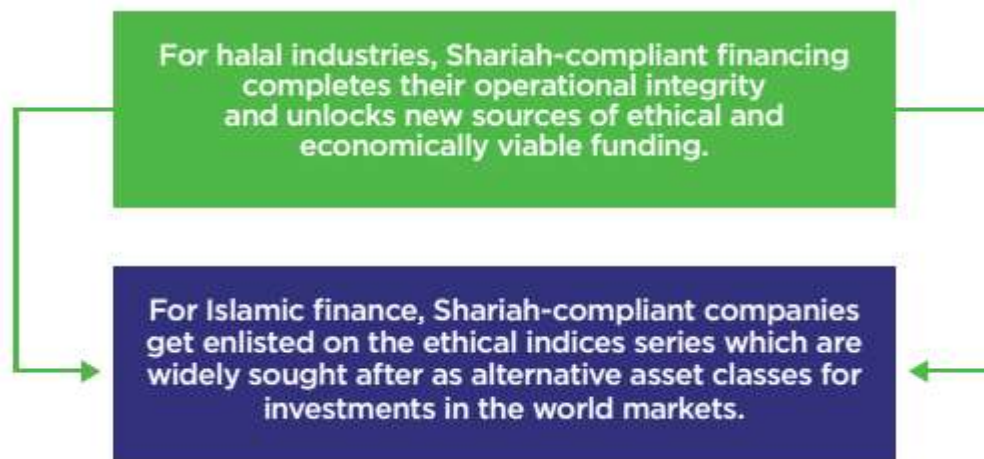 For halal industries, Shariah-compliant financing
completes their operational integrity
and unlocks new sources of ethical and
economically viable funding.
For Islamic finance, Shariah-compliant companies
get enlisted on the ethical indices series which are
widely sought after as alternative asset classes for
investments in the world markets.